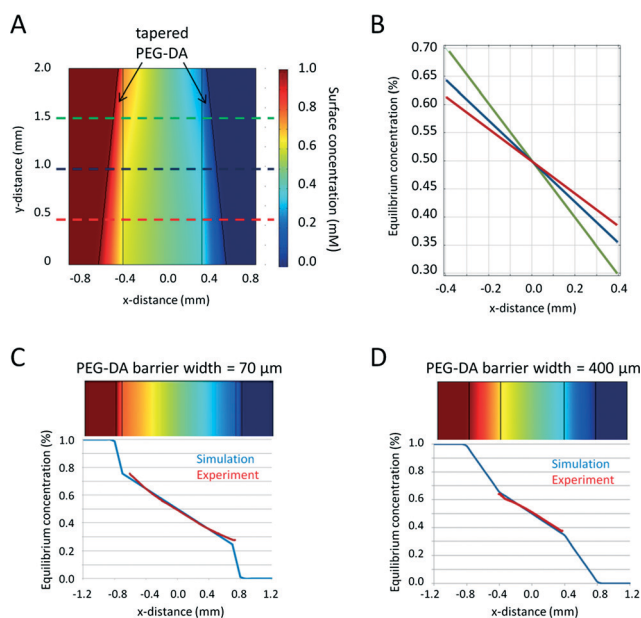 A
tapered
PEG-DA
2.0
1.5
1.0
0.5
0
y-distance (mm)
-0.8
-0.4
0.0
0.4
0.8
x-distance (mm)
1.0
0.8
0.6
0.4
0.2
0.0
Surface concentration (mM)
B
0.70
0.65
0.60
0.55
0.50
0.45
0.40
0.35
0.30
Equilibrium concentration (%)
-0.4
-0.2
0.0
0.2
0.4
x-distance (mm)
C
PEG-DA barrier width = 70 µm
1.0
0.8
0.6
0.4
0.2
0.0
Equilibrium concentration (%)
Simulation
Experiment
-1.2
-0.8
-0.4
0.0
0.4
0.8
1.2
x-distance (mm)
D
PEG-DA barrier width = 400 µm
1.0
0.8
0.6
0.4
0.2
0.0
Equilibrium concentration (%)
Simulation
Experiment
-1.2
-0.8
-0.4
0.0
0.4
0.8
1.2
x-distance (mm)